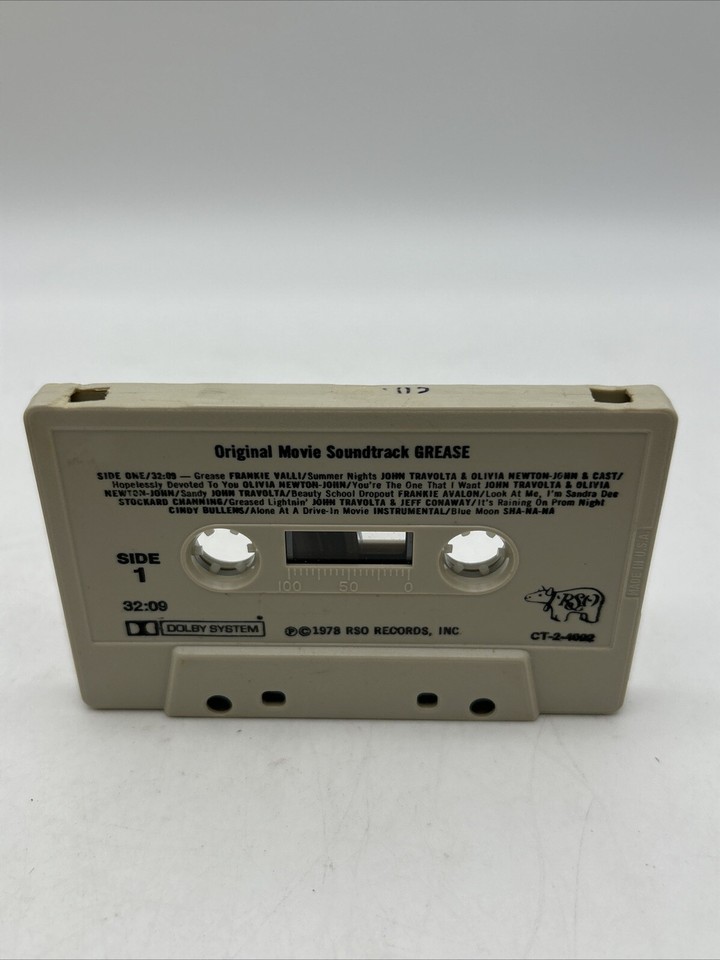 Original Movie Soundtrack GREASE
SIDE ONE/32:09 — Grease FRANKIE VALLI/Summer Nights JOHN TRAVOLTA & OLIVIA NEWTON-JOHN & CAST/
Hopelessly Devoted To You OLIVIA NEWTON-JOHN/You're The One That I Want JOHN TRAVOLTA & OLIVIA
NEWTON-JOHN/Sandy JOHN TRAVOLTA/Beauty School Dropout FRANKIE AVALON/Look At Me, I'm Sandra Dee
STOCKARD CHANNING/Greased Lightnin' JOHN TRAVOLTA & JEFF CONAWAY/It's Raining On Prom Night
CINDY BULLENS/Alone At A Drive-In Movie INSTRUMENTAL/Blue Moon SHA-NA-NA
SIDE
1
100 50 0
MADE IN U.S.A.
32:09
DOLBY SYSTEM
®
℗©1978 RSO RECORDS, INC
RSO
CT-2-4002